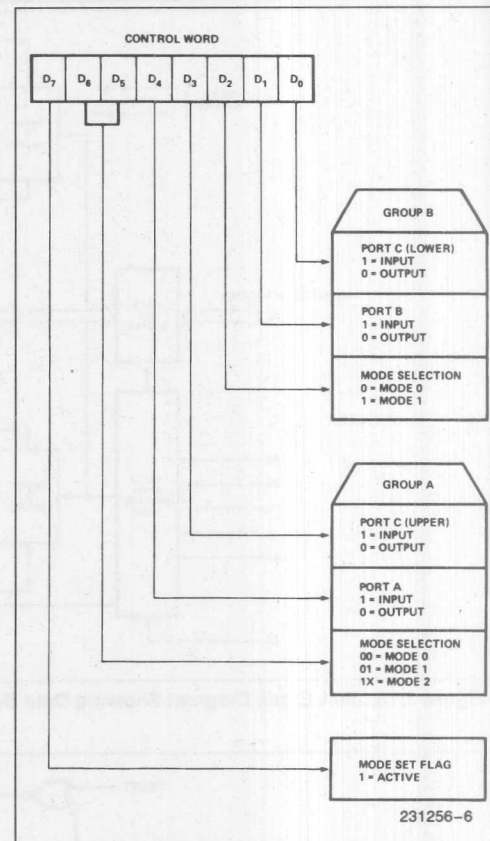 CONTROL WORD
D7 D6 D5 D4 D3 D2 D1 D0
GROUP B
PORT C (LOWER)
1 = INPUT
0 = OUTPUT
PORT B
1 = INPUT
0 = OUTPUT
MODE SELECTION
0 = MODE 0
1 = MODE 1
GROUP A
PORT C (UPPER)
1 = INPUT
0 = OUTPUT
PORT A
1 = INPUT
0 = OUTPUT
MODE SELECTION
00 = MODE 0
01 = MODE 1
1X = MODE 2
MODE SET FLAG
1 = ACTIVE
231256-6